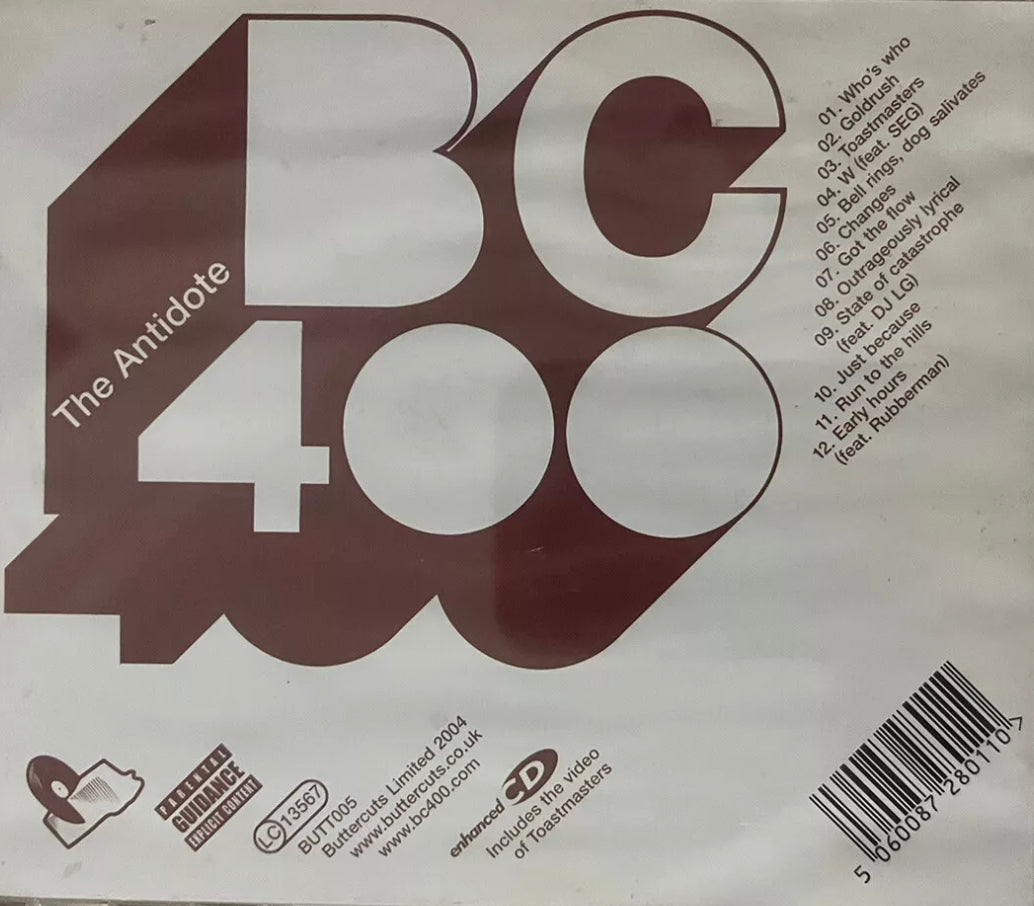 BC
400
The Antidote
01. Who's who
02. Goldrush
03. Toastmasters
04. W (feat. SEG)
05. Bell rings, dog salivates
06. Changes
07. Got the flow
08. Outrageously lyrical
09. State of catastrophe
(feat. DJ LG)
10. Just because
11. Run to the hills
12. Early hours
(feat. Rubberman)
PARENTAL
GUIDANCE
EXPLICIT CONTENT
LC 13567
BUTT005
Buttercuts Limited 2004
www.buttercuts.co.uk
www.bc400.com
enhanced CD
Includes the video
of Toastmasters
5 060087 280110 >